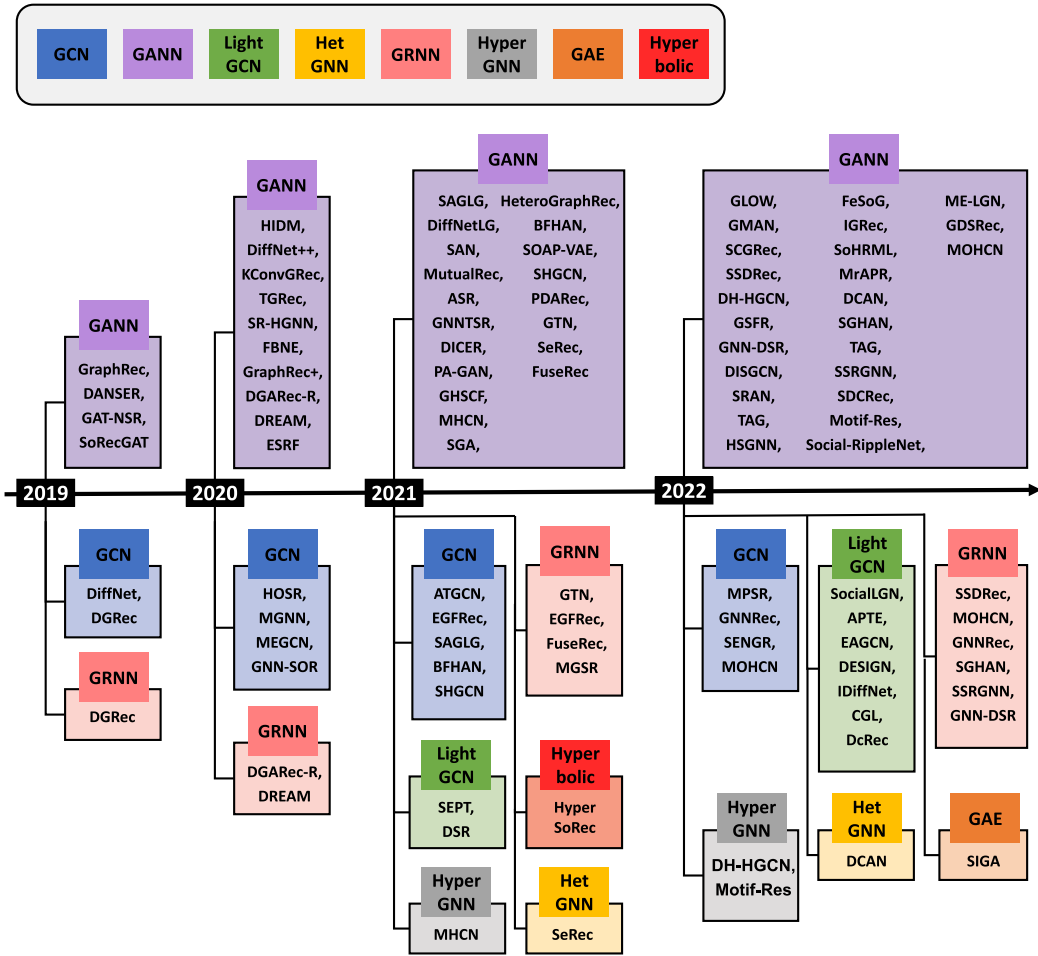 GCN
GANN
Light
GCN
Het
GNN
GRNN
Hyper
GNN
GAE
Hyper
bolic
GANN
GraphRec,
DANSER,
GAT-NSR,
SoRecGAT
GANN
HIDM,
DiffNet++,
KConvGRec,
TGRec,
SR-HGNN,
FBNE,
GraphRec+,
DGARec-R,
DREAM,
ESRF
GANN
SAGLG,
DiffNetLG,
SAN,
MutualRec,
ASR,
GNNTSR,
DICER,
PA-GAN,
GHSCF,
MHCN,
SGA,
HeteroGraphRec,
BFHAN,
SOAP-VAE,
SHGCN,
PDARec,
GTN,
SeRec,
FuseRec
GANN
GLOW,
GMAN,
SCGRec,
SSDRec,
DH-HGCN,
GSFR,
GNN-DSR,
DISGCN,
SRAN,
TAG,
HSGNN,
FeSoG,
IGRec,
SoHRML,
MrAPR,
DCAN,
SGHAN,
TAG,
SSRGNN,
SDCRec,
Motif-Res,
Social-RippleNet,
ME-LGN,
GDSRec,
MOHCN
2019
2020
2021
2022
GCN
DiffNet,
DGRec
GRNN
DGRec
GCN
HOSR,
MGNN,
MEGCN,
GNN-SOR
GRNN
DGARec-R,
DREAM
GCN
ATGCN,
EGFRec,
SAGLG,
BFHAN,
SHGCN
GRNN
GTN,
EGFRec,
FuseRec,
MGSR
Light
GCN
SEPT,
DSR
Hyper
bolic
Hyper
SoRec
Hyper
GNN
MHCN
Het
GNN
SeRec
GCN
MPSR,
GNNRec,
SENGR,
MOHCN
Light
GCN
SocialLGN,
APTE,
EAGCN,
DESIGN,
IDiffNet,
CGL,
DcRec
GRNN
SSDRec,
MOHCN,
GNNRec,
SGHAN,
SSRGNN,
GNN-DSR
Hyper
GNN
DH-HGCN,
Motif-Res
Het
GNN
DCAN
GAE
SIGA